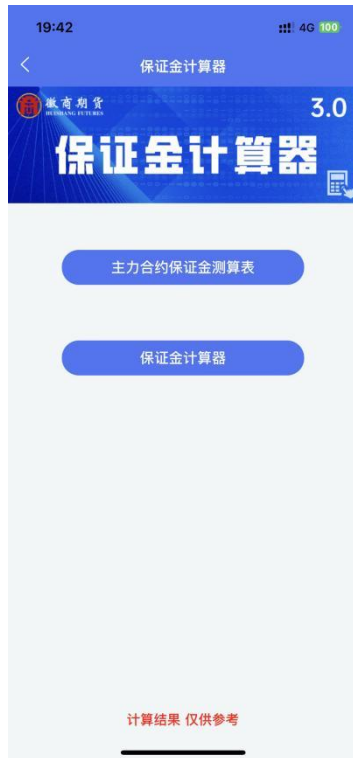 19:42
4G 100
保证金计算器
徽商期货
HUISHANG FUTURES
3.0
保证金计算器
主力合约保证金测算表
保证金计算器
计算结果 仅供参考